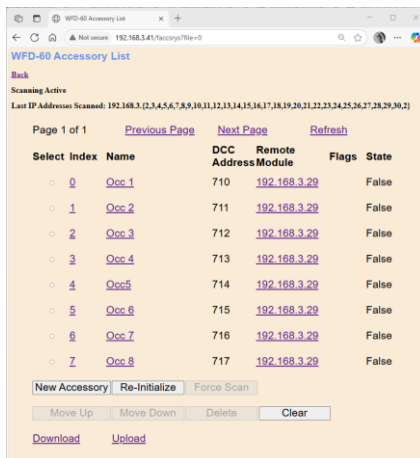 WFD-60 Accessory List
Not secure 192.168.3.41/faccsrys?file=0
WFD-60 Accessory List
Back
Scanning Active
Last IP Addresses Scanned: 192.168.3.{2,3,4,5,6,7,8,9,10,11,12,13,14,15,16,17,18,19,20,21,22,23,24,25,26,27,28,29,30,2}
Page 1 of 1 Previous Page Next Page Refresh
Select Index Name DCC Address Remote Module Flags State
0 Occ 1 710 192.168.3.29 False
1 Occ 2 711 192.168.3.29 False
2 Occ 3 712 192.168.3.29 False
3 Occ 4 713 192.168.3.29 False
4 Occ5 714 192.168.3.29 False
5 Occ 6 715 192.168.3.29 False
6 Occ 7 716 192.168.3.29 False
7 Occ 8 717 192.168.3.29 False
New Accessory Re-Initialize Force Scan
Move Up Move Down Delete Clear
Download Upload